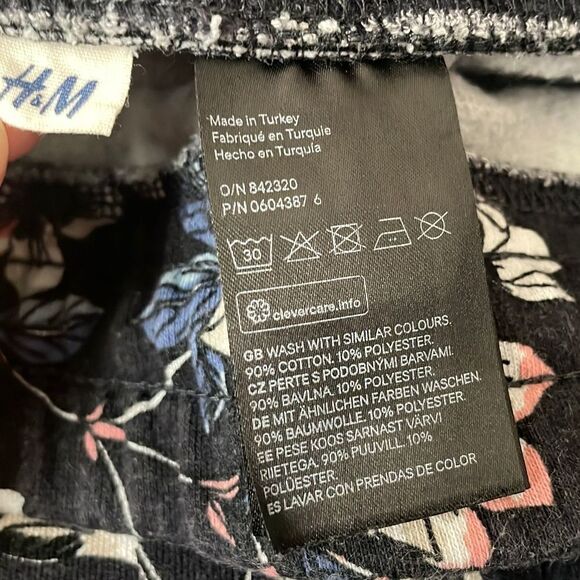 H&M
Made in Turkey
Fabriqué en Turquie
Hecho en Turquía
O/N 842320
P/N 0604387 6
30
clevercare.info
GB WASH WITH SIMILAR COLOURS.
90% COTTON. 10% POLYESTER.
CZ PERTE S PODOBNÝMI BARVAMI.
90% BAVLNA. 10% POLYESTER.
DE MIT ÄHNLICHEN FARBEN WASCHEN.
90% BAUMWOLLE. 10% POLYESTER.
EE PESE KOOS SARNAST VÄRVI
RIIETEGA. 90% PUUVILL. 10%
POLÜESTER.
ES LAVAR CON PRENDAS DE COLOR